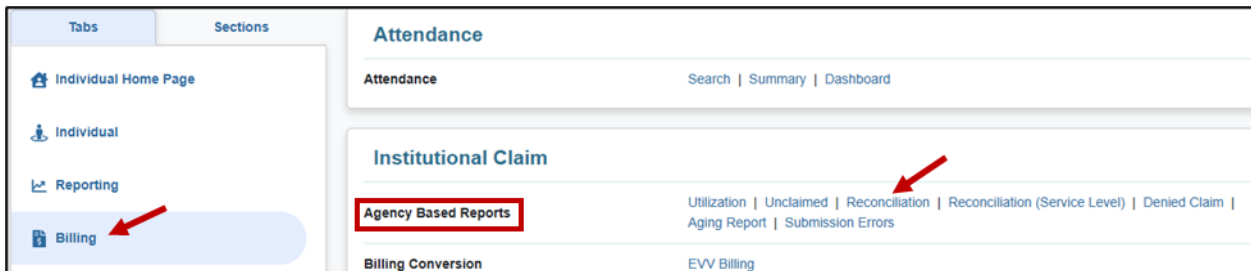 Tabs
Sections
Individual Home Page
Individual
Reporting
Billing
Attendance
Attendance
Search | Summary | Dashboard
Institutional Claim
Agency Based Reports
Utilization | Unclaimed | Reconciliation | Reconciliation (Service Level) | Denied Claim |
Aging Report | Submission Errors
Billing Conversion
EVV Billing